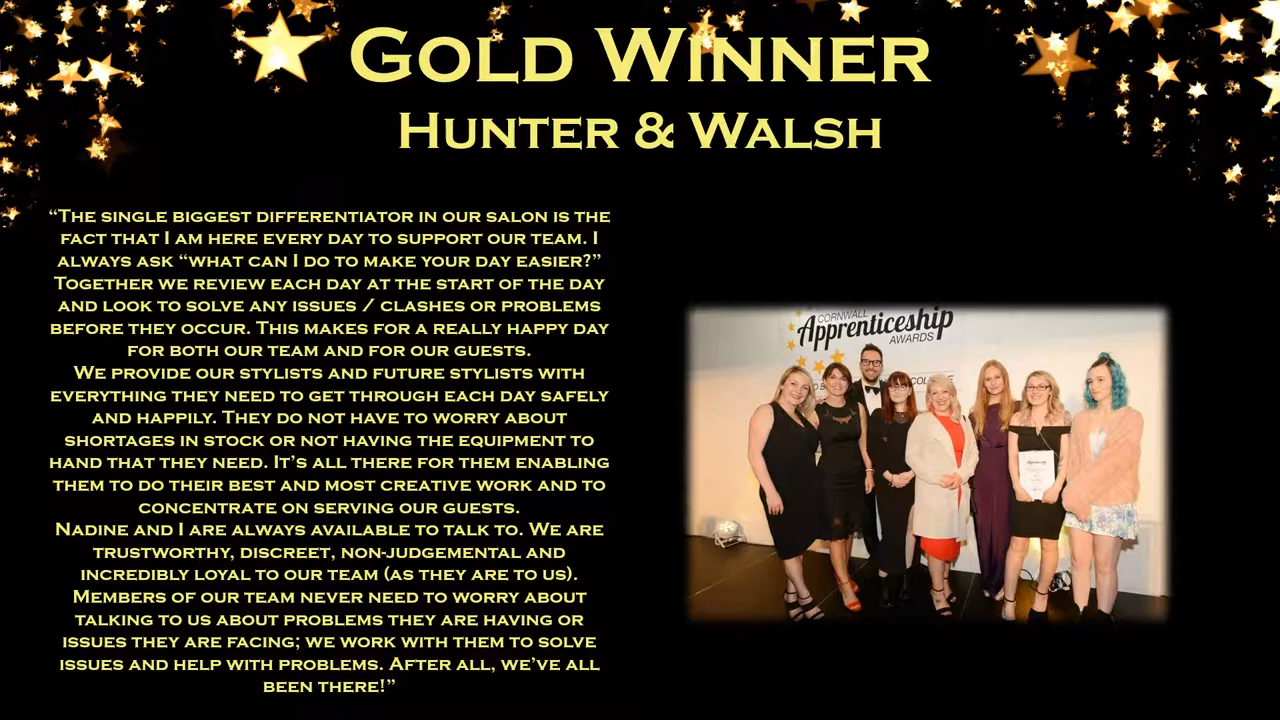 Gold Winner
Hunter & Walsh
“The single biggest differentiator in our salon is the
fact that I am here every day to support our team. I
always ask “what can I do to make your day easier?”
Together we review each day at the start of the day
and look to solve any issues / clashes or problems
before they occur. This makes for a really happy day
for both our team and for our guests.
We provide our stylists and future stylists with
everything they need to get through each day safely
and happily. They do not have to worry about
shortages in stock or not having the equipment to
hand that they need. It’s all there for them enabling
them to do their best and most creative work and to
concentrate on serving our guests.
Nadine and I are always available to talk to. We are
trustworthy, discreet, non-judgemental and
incredibly loyal to our team (as they are to us).
Members of our team never need to worry about
talking to us about problems they are having or
issues they are facing; we work with them to solve
issues and help with problems. After all, we’ve all
been there!”
CORNWALL
Apprenticeship
AWARDS